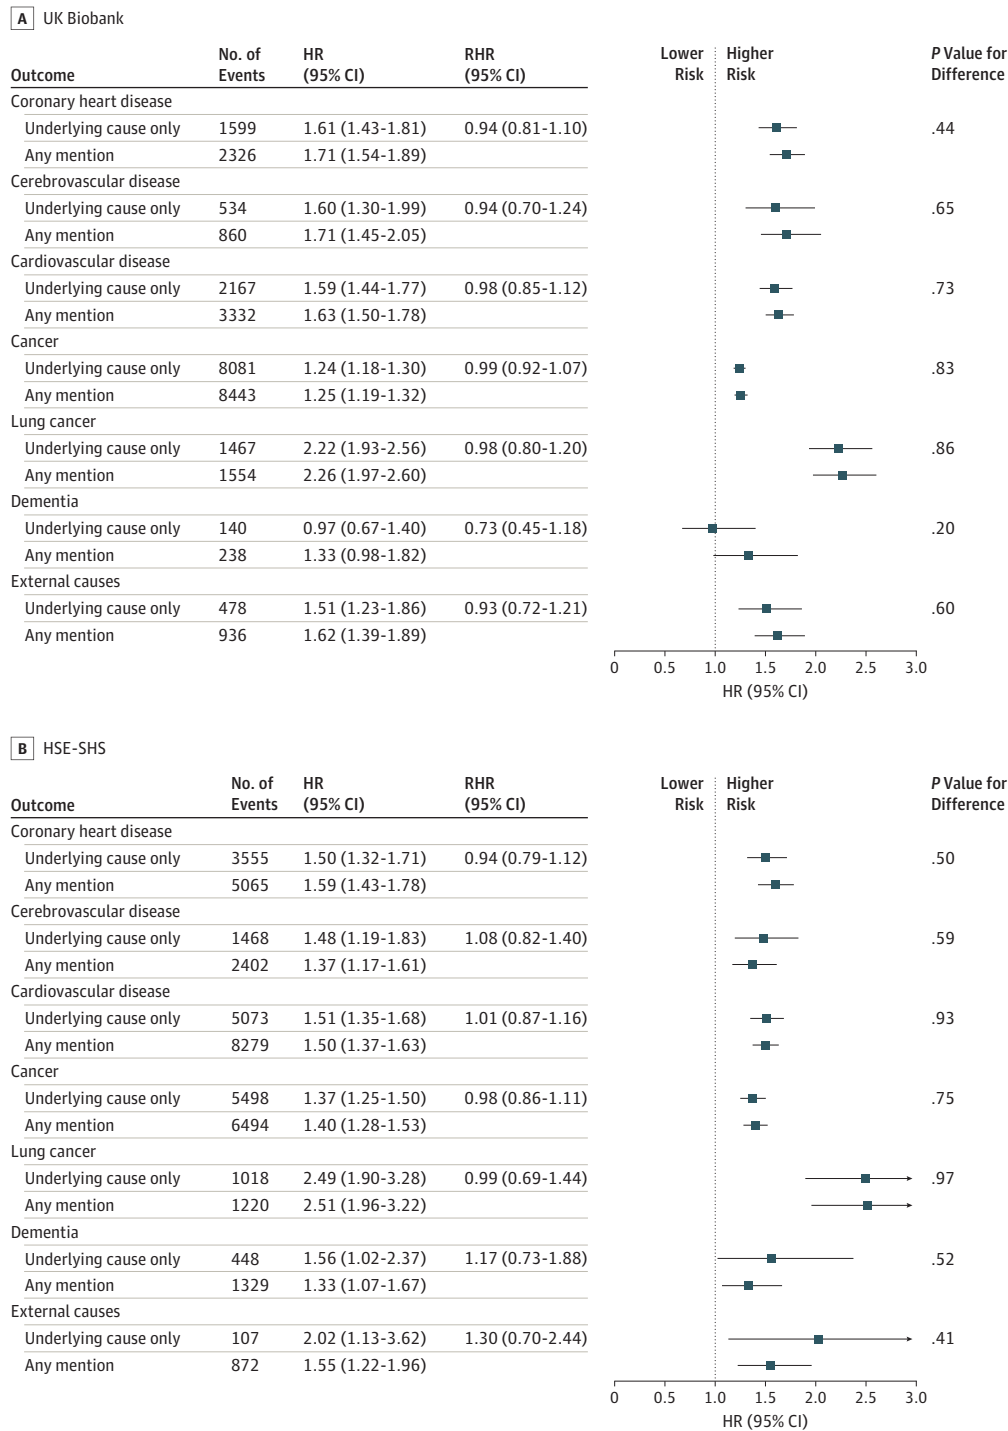 A UK Biobank
Outcome No. of Events HR (95% CI) RHR (95% CI) Lower Risk Higher Risk P Value for Difference
Coronary heart disease
Underlying cause only 1599 1.61 (1.43-1.81) 0.94 (0.81-1.10) .44
Any mention 2326 1.71 (1.54-1.89)
Cerebrovascular disease
Underlying cause only 534 1.60 (1.30-1.99) 0.94 (0.70-1.24) .65
Any mention 860 1.71 (1.45-2.05)
Cardiovascular disease
Underlying cause only 2167 1.59 (1.44-1.77) 0.98 (0.85-1.12) .73
Any mention 3332 1.63 (1.50-1.78)
Cancer
Underlying cause only 8081 1.24 (1.18-1.30) 0.99 (0.92-1.07) .83
Any mention 8443 1.25 (1.19-1.32)
Lung cancer
Underlying cause only 1467 2.22 (1.93-2.56) 0.98 (0.80-1.20) .86
Any mention 1554 2.26 (1.97-2.60)
Dementia
Underlying cause only 140 0.97 (0.67-1.40) 0.73 (0.45-1.18) .20
Any mention 238 1.33 (0.98-1.82)
External causes
Underlying cause only 478 1.51 (1.23-1.86) 0.93 (0.72-1.21) .60
Any mention 936 1.62 (1.39-1.89)
0 0.5 1.0 1.5 2.0 2.5 3.0
HR (95% CI)
B HSE-SHS
Outcome No. of Events HR (95% CI) RHR (95% CI) Lower Risk Higher Risk P Value for Difference
Coronary heart disease
Underlying cause only 3555 1.50 (1.32-1.71) 0.94 (0.79-1.12) .50
Any mention 5065 1.59 (1.43-1.78)
Cerebrovascular disease
Underlying cause only 1468 1.48 (1.19-1.83) 1.08 (0.82-1.40) .59
Any mention 2402 1.37 (1.17-1.61)
Cardiovascular disease
Underlying cause only 5073 1.51 (1.35-1.68) 1.01 (0.87-1.16) .93
Any mention 8279 1.50 (1.37-1.63)
Cancer
Underlying cause only 5498 1.37 (1.25-1.50) 0.98 (0.86-1.11) .75
Any mention 6494 1.40 (1.28-1.53)
Lung cancer
Underlying cause only 1018 2.49 (1.90-3.28) 0.99 (0.69-1.44) .97
Any mention 1220 2.51 (1.96-3.22)
Dementia
Underlying cause only 448 1.56 (1.02-2.37) 1.17 (0.73-1.88) .52
Any mention 1329 1.33 (1.07-1.67)
External causes
Underlying cause only 107 2.02 (1.13-3.62) 1.30 (0.70-2.44) .41
Any mention 872 1.55 (1.22-1.96)
0 0.5 1.0 1.5 2.0 2.5 3.0
HR (95% CI)